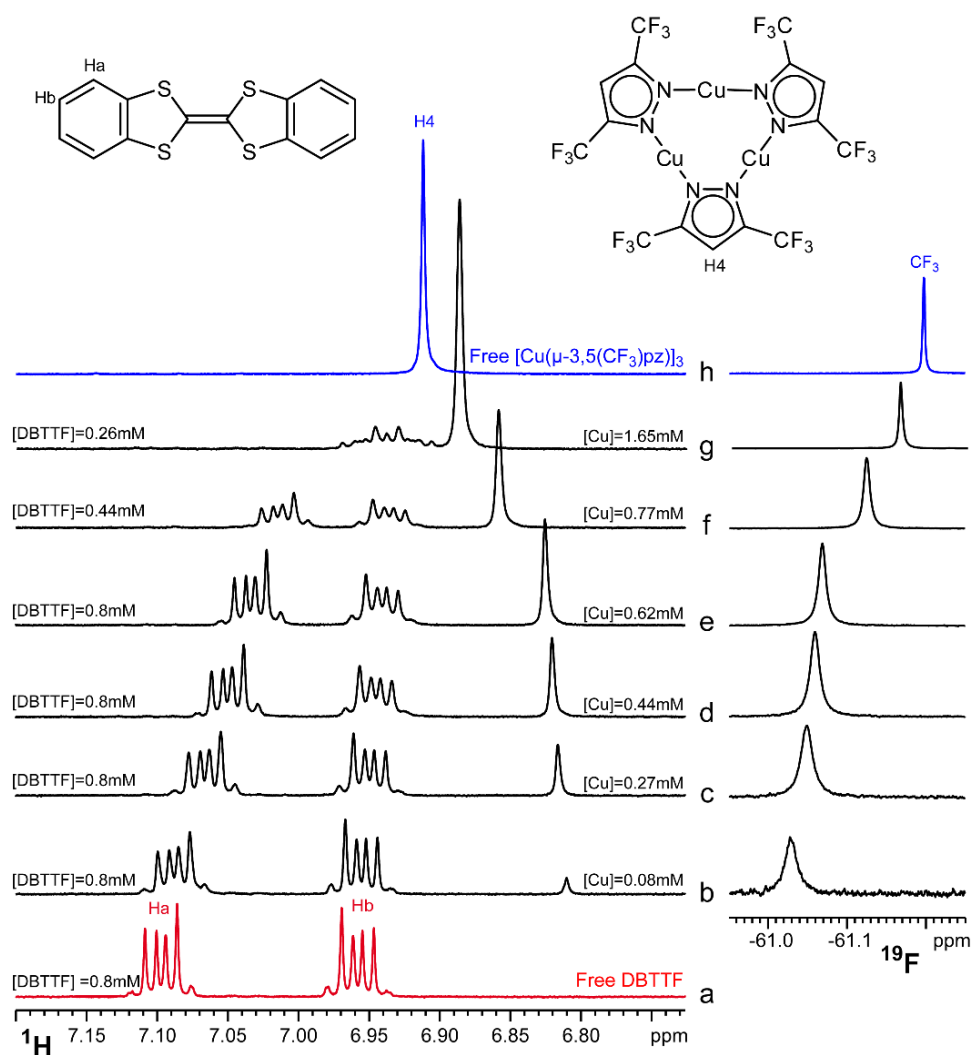 Ha
Hb
S
S
S
S
CF₃
F₃C
CF₃
F₃C
N
N
Cu
N
N
Cu
Cu
N
N
F₃C
CF₃
F₃C
CF₃
H4
H4
CF₃
Free [Cu(μ-3,5(CF₃)pz)]₃
h
[DBTTF]=0.26mM
[Cu]=1.65mM
g
[DBTTF]=0.44mM
[Cu]=0.77mM
f
[DBTTF]=0.8mM
[Cu]=0.62mM
e
[DBTTF]=0.8mM
[Cu]=0.44mM
d
[DBTTF]=0.8mM
[Cu]=0.27mM
c
[DBTTF]=0.8mM
[Cu]=0.08mM
b
Ha
Hb
[DBTTF] =0.8mM
Free DBTTF
a
-61.0 -61.1 ppm
¹⁹F
7.15 7.10 7.05 7.00 6.95 6.90 6.85 6.80 ppm
¹H